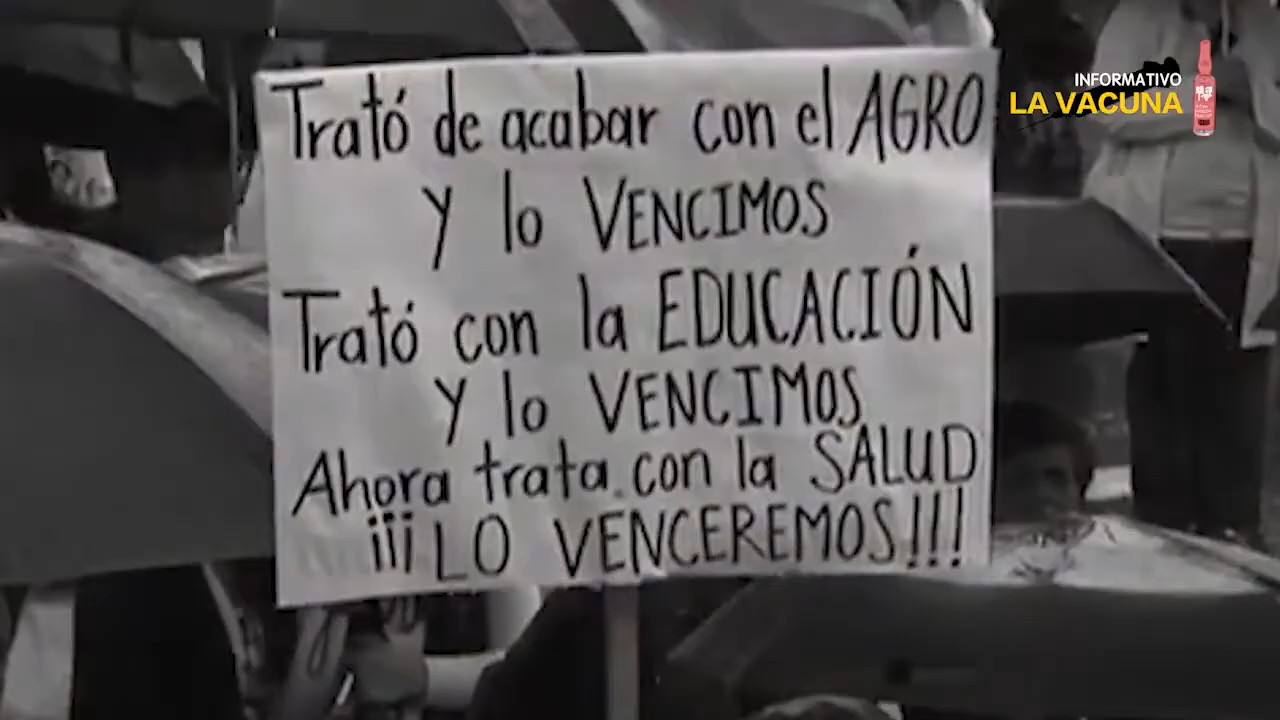 Trató de acabar con el AGRO
y lo VENCIMOS
Trató con la EDUCACIÓN
y lo VENCIMOS
Ahora trata con la SALUD
¡¡¡LO VENCEREMOS!!!
INFORMATIVO
LA VACUNA